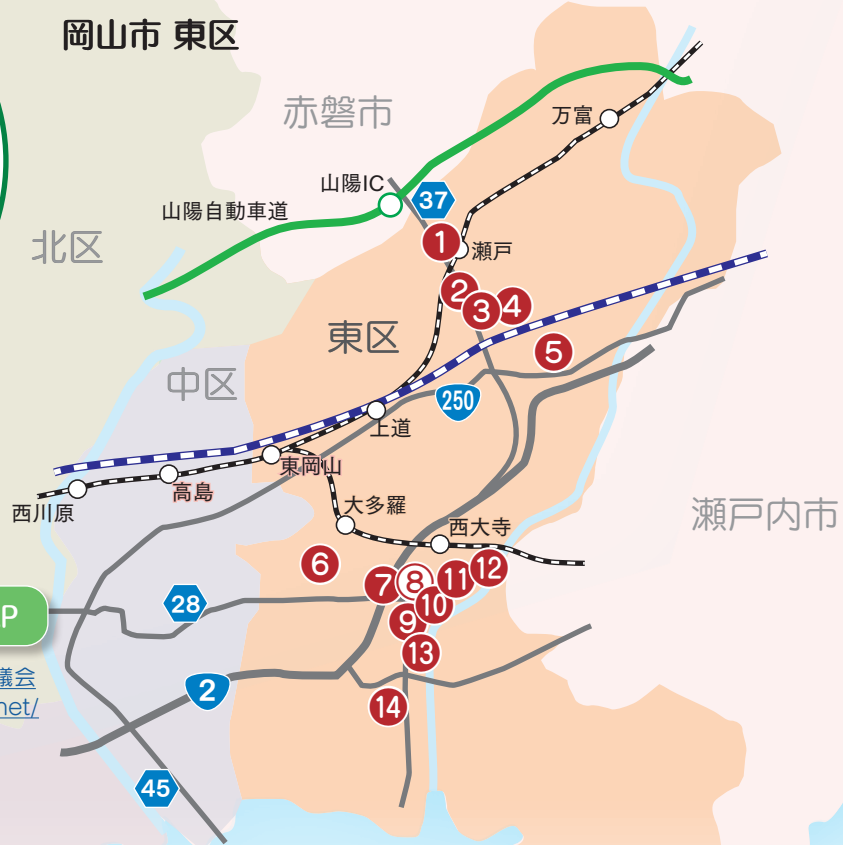 岡山市 東区
赤磐市
万富
山陽IC
37
山陽自動車道
1
瀬戸
北区
2
3
4
東区
5
中区
250
上道
東岡山
高島
西川原
大多羅
西大寺
瀬戸内市
6
7
8
11
12
28
10
9
P
13
議会
2
net/
14
45